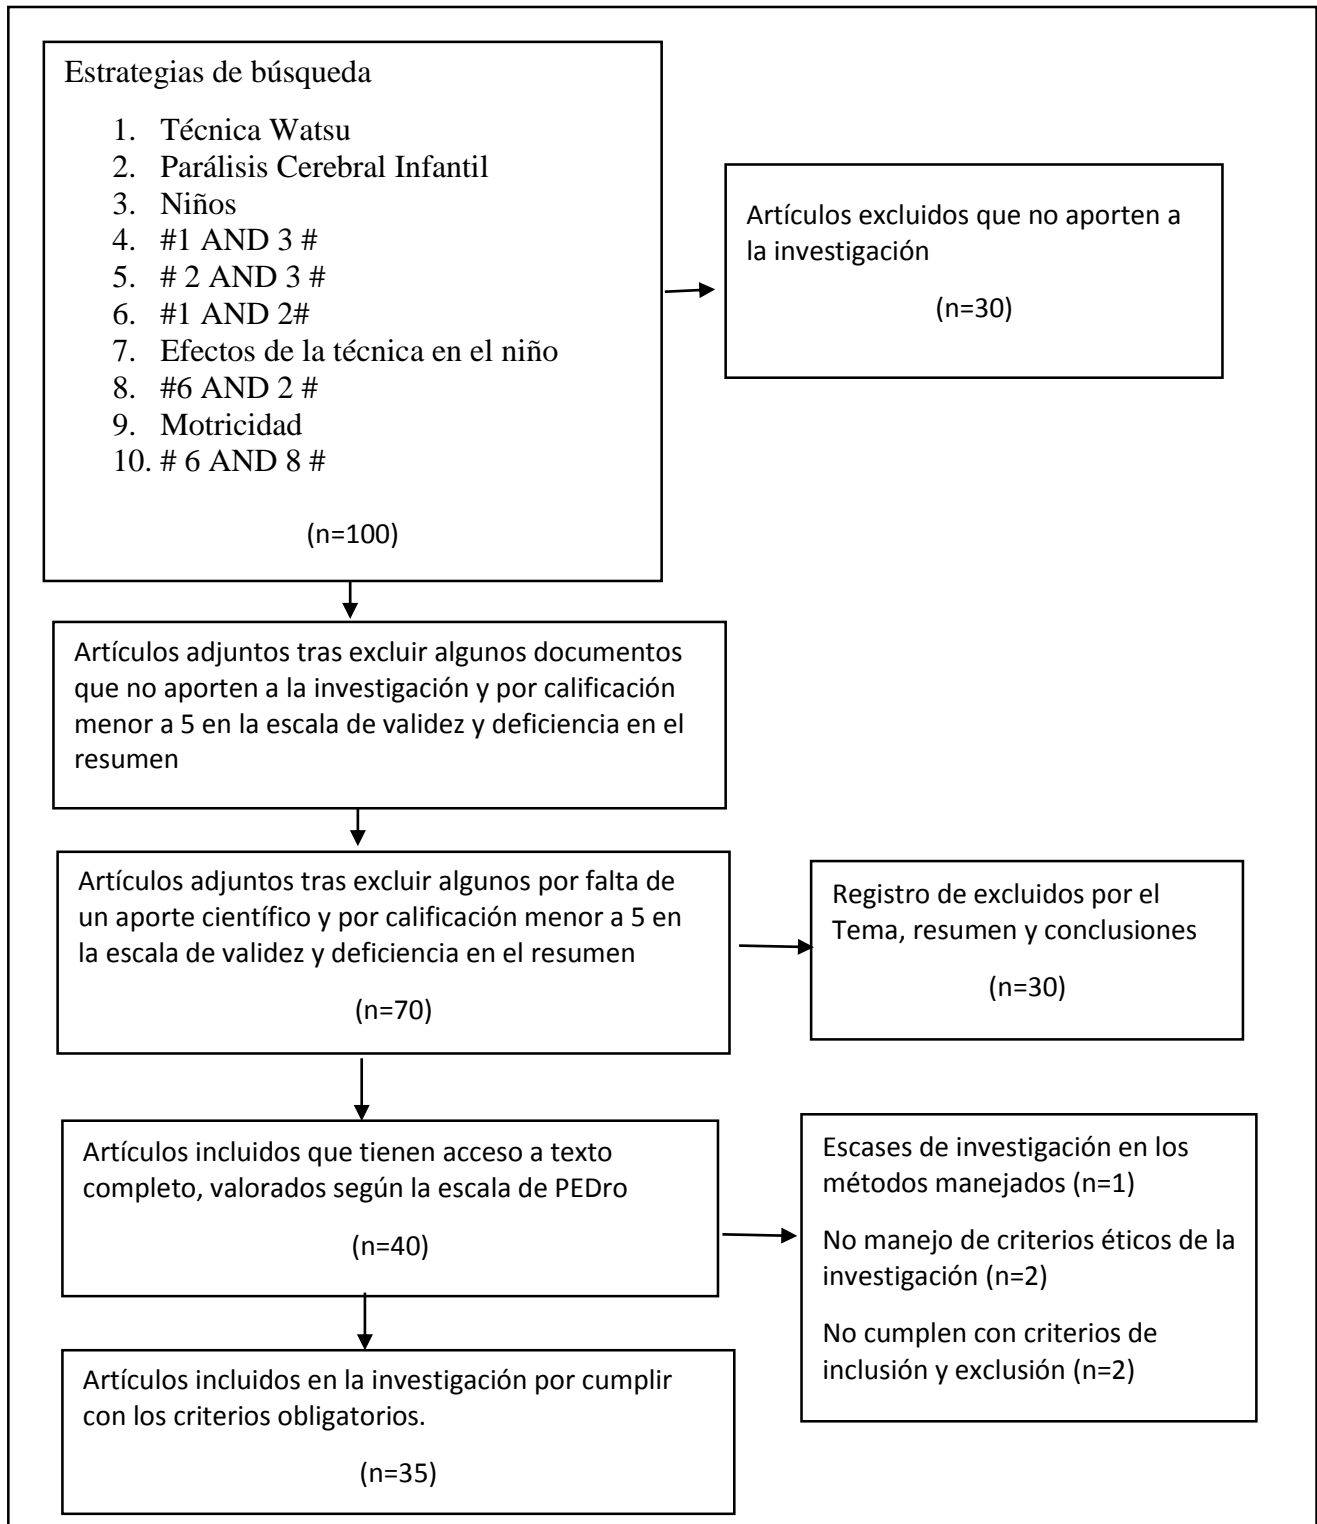 Estrategias de búsqueda
1. Técnica Watsu
2. Parálisis Cerebral Infantil
3. Niños
4. #1 AND 3 #
5. # 2 AND 3 #
6. #1 AND 2#
7. Efectos de la técnica en el niño
8. #6 AND 2 #
9. Motricidad
10. # 6 AND 8 #
(n=100)
Artículos excluidos que no aporten a
la investigación
(n=30)
Artículos adjuntos tras excluir algunos documentos
que no aporten a la investigación y por calificación
menor a 5 en la escala de validez y deficiencia en el
resumen
Artículos adjuntos tras excluir algunos por falta de
un aporte científico y por calificación menor a 5 en
la escala de validez y deficiencia en el resumen
(n=70)
Registro de excluidos por el
Tema, resumen y conclusiones
(n=30)
Artículos incluidos que tienen acceso a texto
completo, valorados según la escala de PEDro
(n=40)
Escases de investigación en los
métodos manejados (n=1)
No manejo de criterios éticos de la
investigación (n=2)
No cumplen con criterios de
inclusión y exclusión (n=2)
Artículos incluidos en la investigación por cumplir
con los criterios obligatorios.
(n=35)